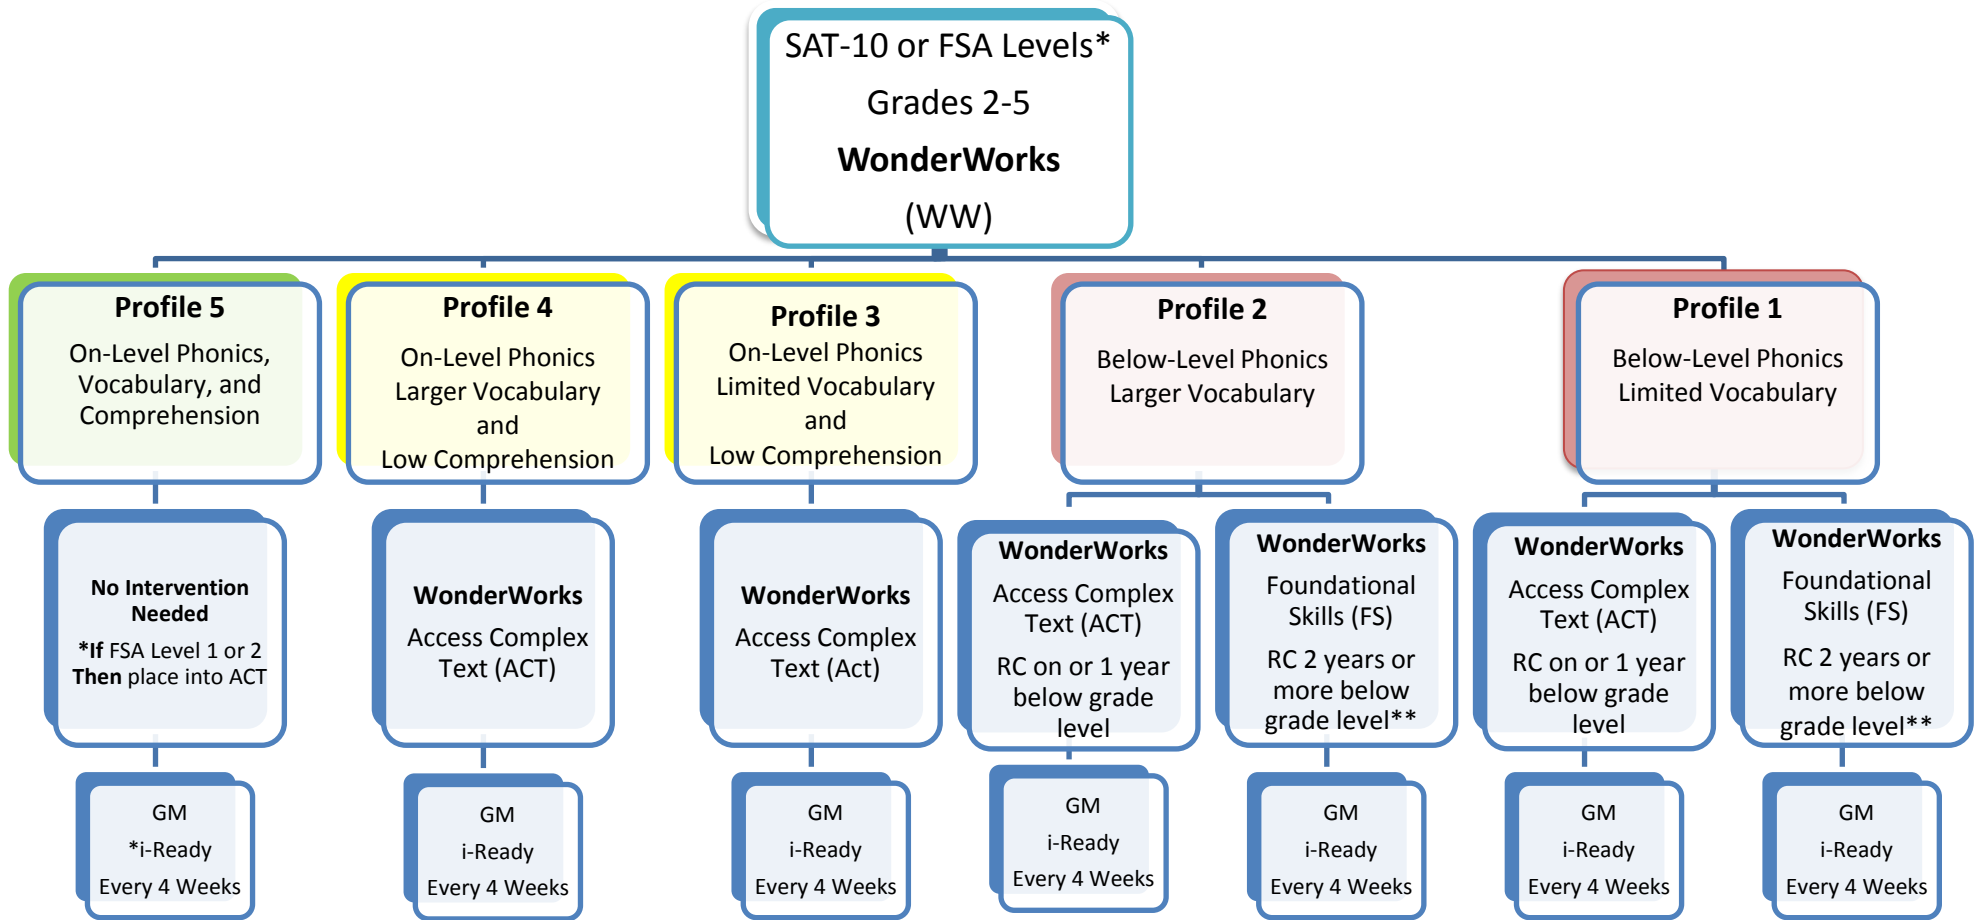 SAT-10 or FSA Levels*
Grades 2-5
WonderWorks
(WW)
Profile 5
On-Level Phonics,
Vocabulary, and
Comprehension
Profile 4
On-Level Phonics
Larger Vocabulary
and
Low Comprehension
Profile 3
On-Level Phonics
Limited Vocabulary
and
Low Comprehension
Profile 2
Below-Level Phonics
Larger Vocabulary
Profile 1
Below-Level Phonics
Limited Vocabulary
No Intervention
Needed
*If FSA Level 1 or 2
Then place into ACT
WonderWorks
Access Complex
Text (ACT)
WonderWorks
Access Complex
Text (Act)
WonderWorks
Access Complex
Text (ACT)
RC on or 1 year
below grade
level
WonderWorks
Foundational
Skills (FS)
RC 2 years or
more below
grade level**
WonderWorks
Access Complex
Text (ACT)
RC on or 1 year
below grade
level
WonderWorks
Foundational
Skills (FS)
RC 2 years or
more below
grade level**
GM
*i-Ready
Every 4 Weeks
GM
i-Ready
Every 4 Weeks
GM
i-Ready
Every 4 Weeks
GM
i-Ready
Every 4 Weeks
GM
i-Ready
Every 4 Weeks
GM
i-Ready
Every 4 Weeks
GM
i-Ready
Every 4 Weeks